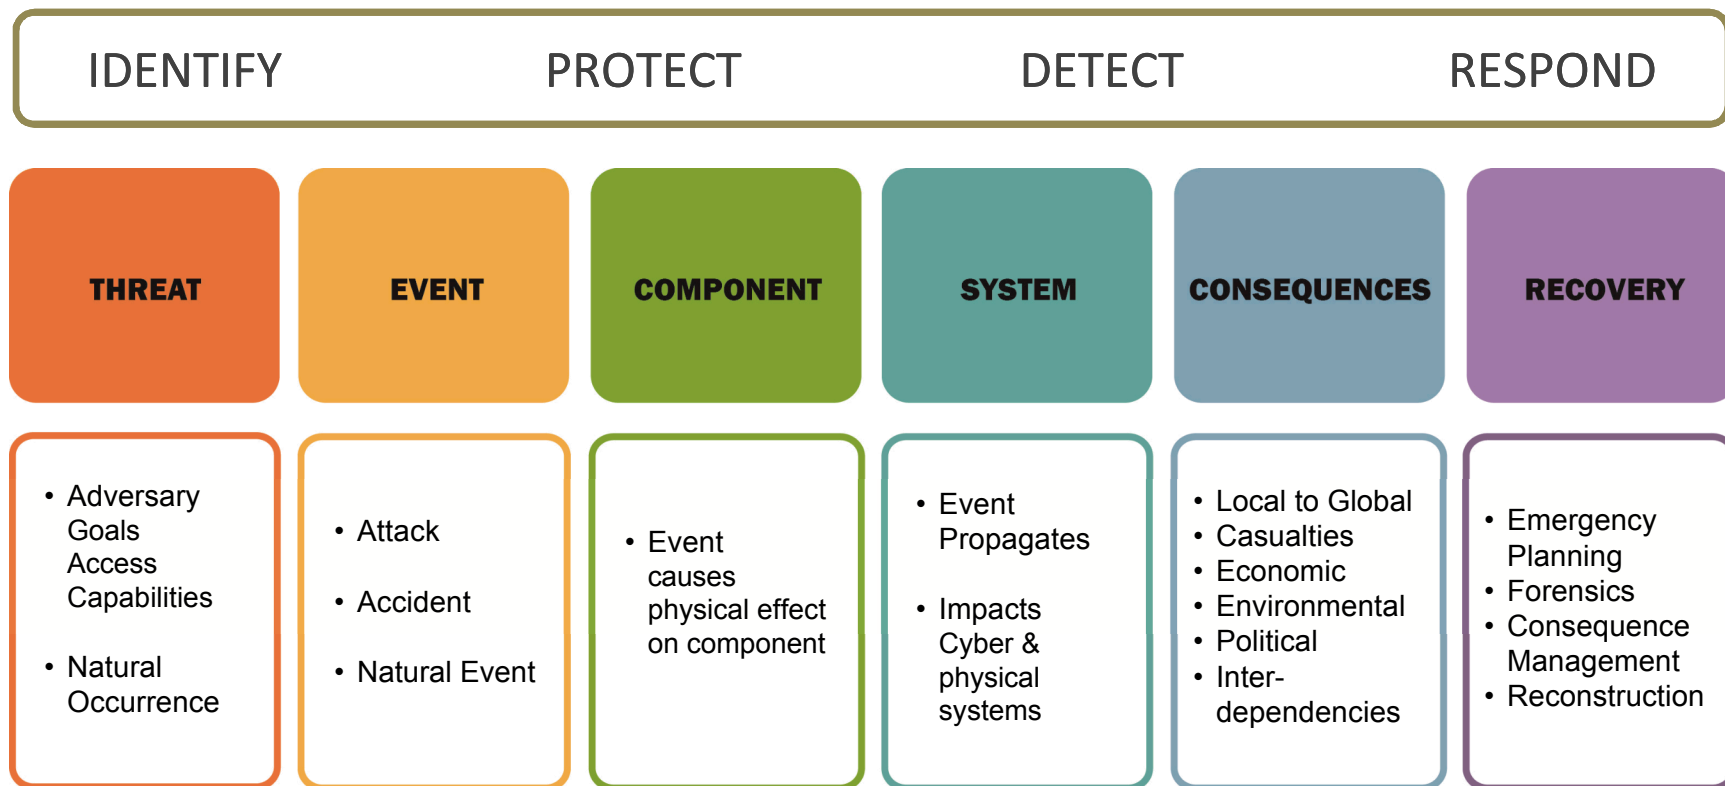 IDENTIFY PROTECT DETECT RESPOND
THREAT EVENT COMPONENT SYSTEM CONSEQUENCES RECOVERY
• Adversary
Goals
Access
Capabilities
• Natural
Occurrence
• Attack
• Accident
• Natural Event
• Event
causes
physical effect
on component
• Event
Propagates
• Impacts
Cyber &
physical
systems
• Local to Global
• Casualties
• Economic
• Environmental
• Political
• Inter-
dependencies
• Emergency
Planning
• Forensics
• Consequence
Management
• Reconstruction